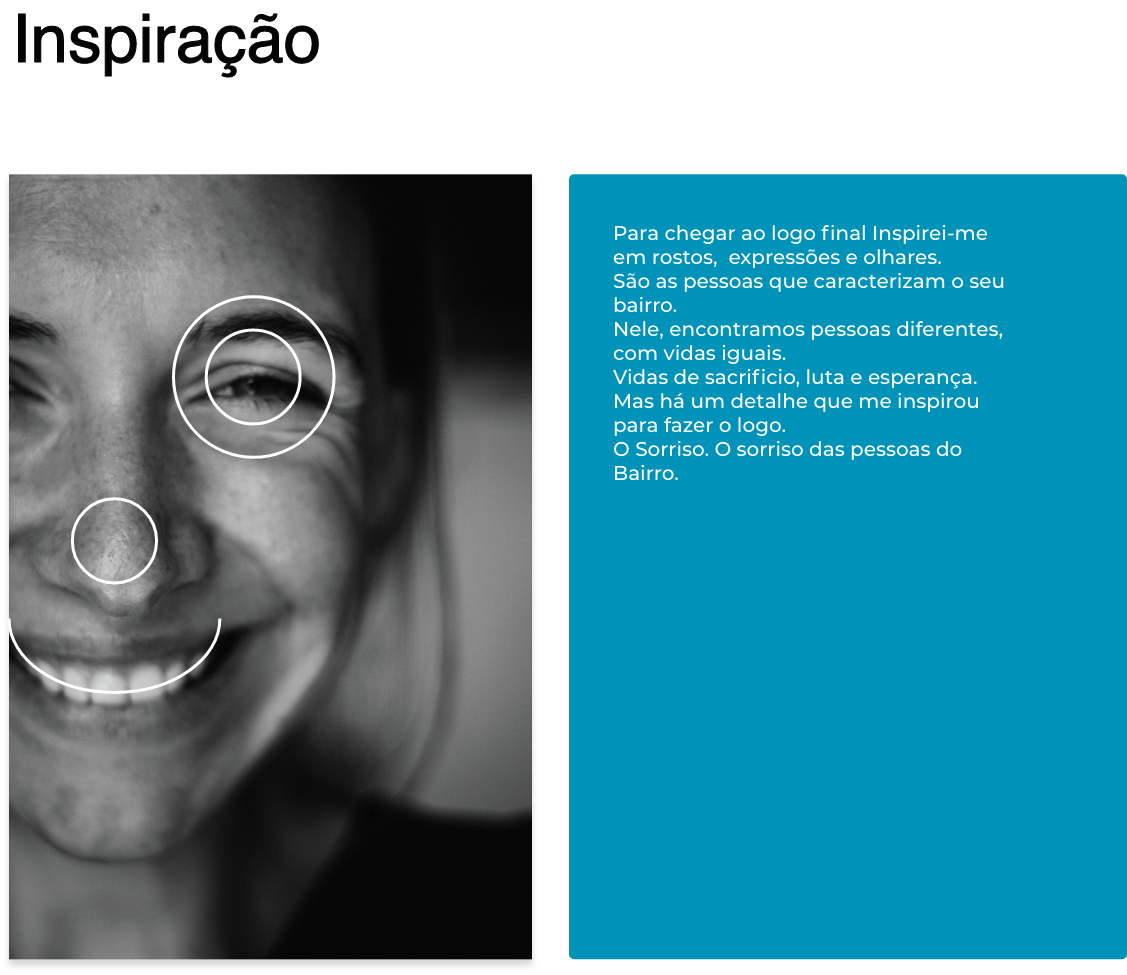 Inspiração
Para chegar ao logo final Inspirei-me
em rostos,  expressões e olhares.
São as pessoas que caracterizam o seu
bairro.
Nele, encontramos pessoas diferentes,
com vidas iguais.
Vidas de sacrificio, luta e esperança.
Mas há um detalhe que me inspirou
para fazer o logo.
O Sorriso. O sorriso das pessoas do
Bairro.